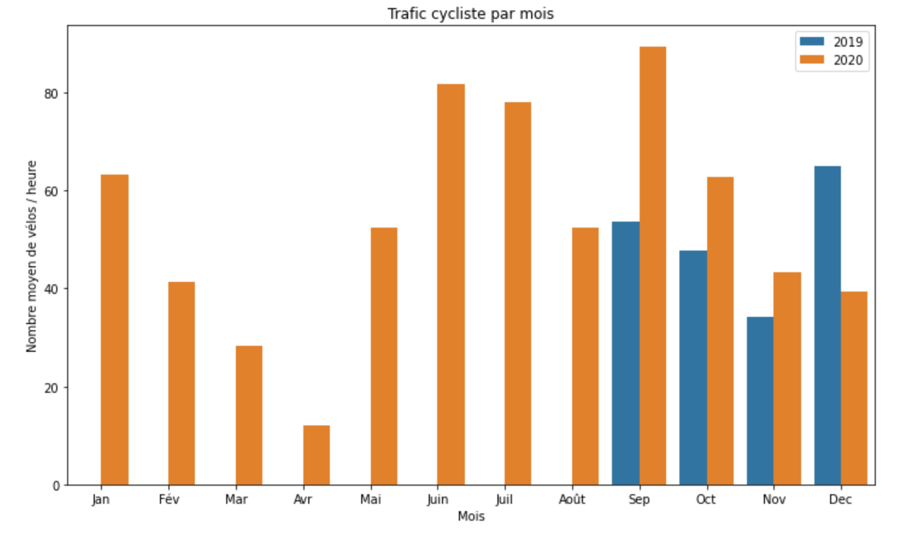 Trafic cycliste par mois
2019
2020
Nombre moyen de vélos / heure
80
60
40
20
0
Jan Fév Mar Avr Mai Juin Juil Août Sep Oct Nov Dec
Mois